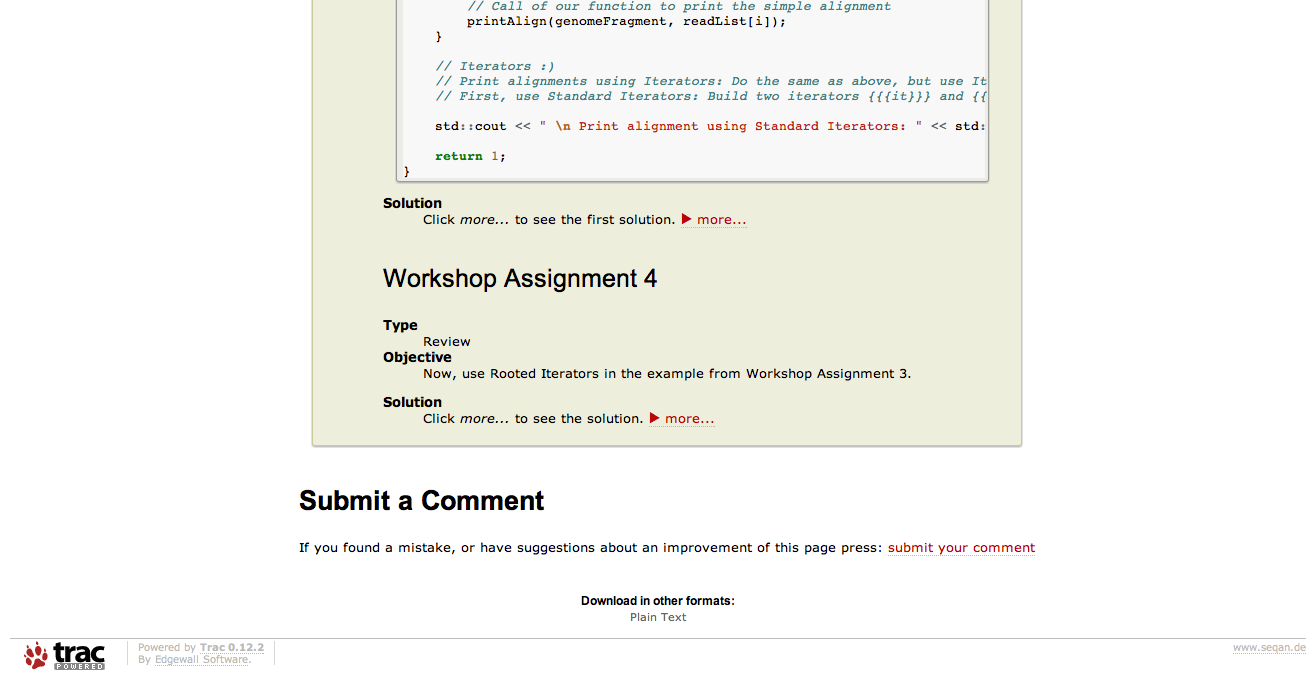 // Call of our function to print the simple alignment
printAlign(genomeFragment, readList[i]);
}
// Iterators :)
// Print alignments using Iterators: Do the same as above, but use It
// First, use Standard Iterators: Build two iterators {{{it}}} and {{
std::cout << " \n Print alignment using Standard Iterators: " << std:
return 1;
}
Solution
Click more... to see the first solution. ▶ more...
Workshop Assignment 4
Type
Review
Objective
Now, use Rooted Iterators in the example from Workshop Assignment 3.
Solution
Click more... to see the solution. ▶ more...
Submit a Comment
If you found a mistake, or have suggestions about an improvement of this page press: submit your comment
Download in other formats:
Plain Text
trac
POWERED
Powered by Trac 0.12.2
By Edgewall Software.
www.seqan.de